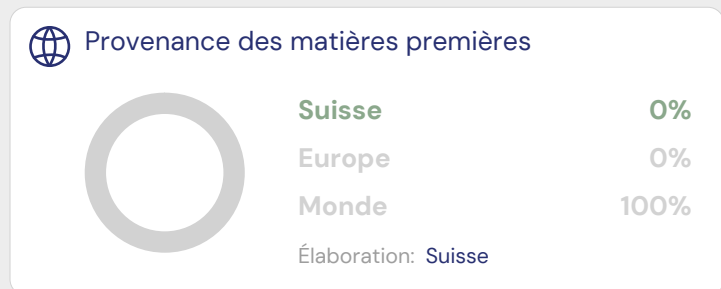 Provenance des matières premières
Suisse 0%
Europe 0%
Monde 100%
Élaboration: Suisse